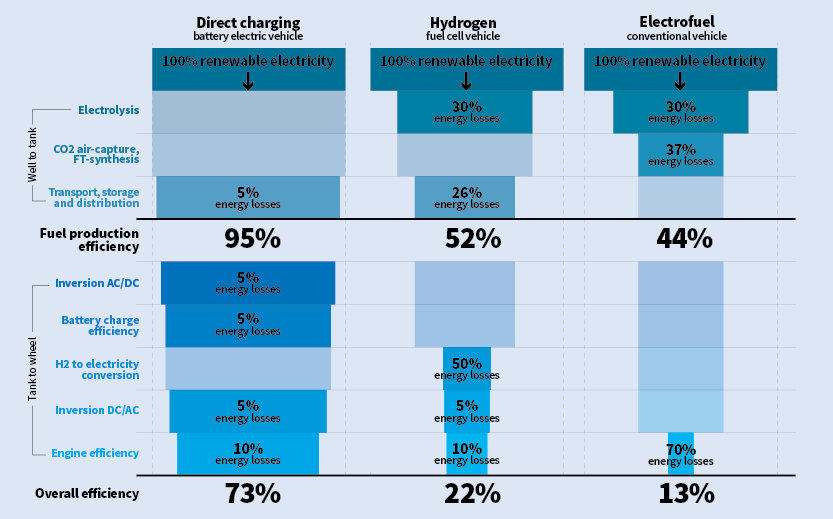 Direct charging
battery electric vehicle
Hydrogen
fuel cell vehicle
Electrofuel
conventional vehicle
100% renewable electricity
100% renewable electricity
100% renewable electricity
Well to tank
Electrolysis
30%
energy losses
30%
energy losses
CO2 air-capture,
FT-synthesis
37%
energy losses
Transport, storage
and distribution
5%
energy losses
26%
energy losses
Fuel production
efficiency
95%
52%
44%
Tank to wheel
Inversion AC/DC
5%
energy losses
Battery charge
efficiency
5%
energy losses
H2 to electricity
conversion
50%
energy losses
Inversion DC/AC
5%
energy losses
5%
energy losses
Engine efficiency
10%
energy losses
10%
energy losses
70%
energy losses
Overall efficiency
73%
22%
13%